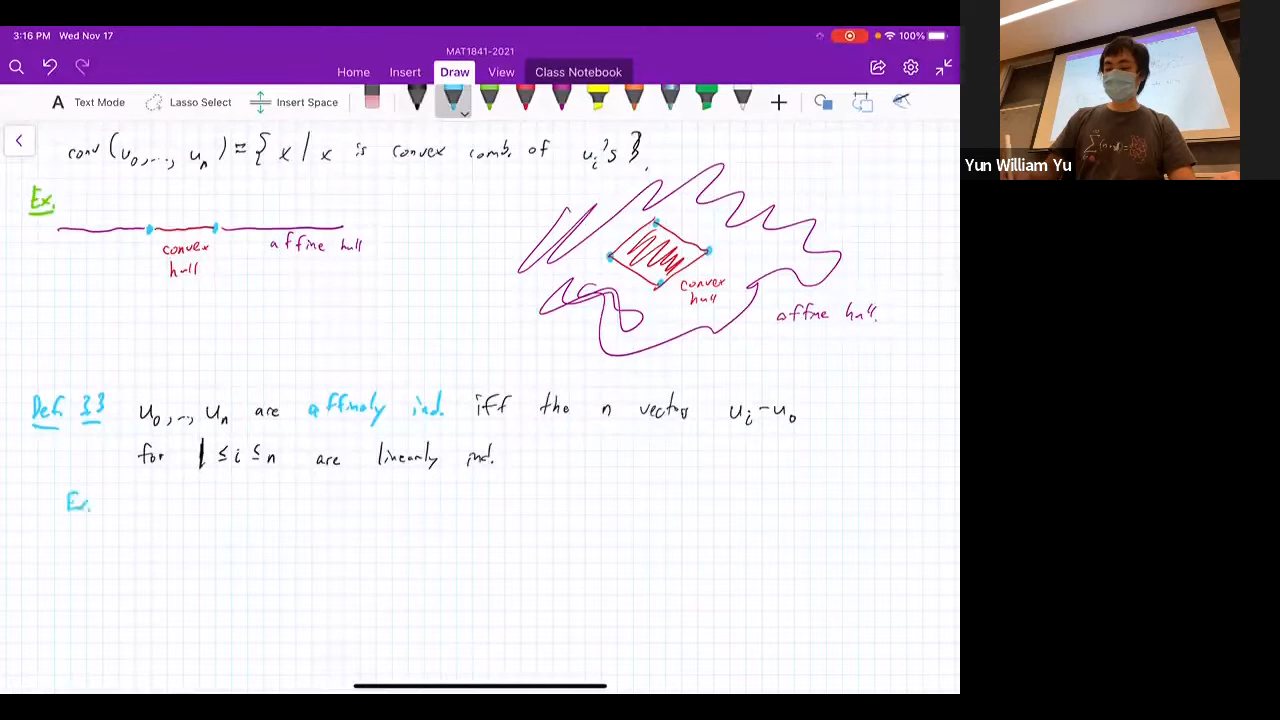 3:16 PM Wed Nov 17
100%
MAT1841-2021
Home Insert Draw View Class Notebook
A Text Mode Lasso Select Insert Space
conv (u0,..., un) = { x | x is convex comb. of ui's }.
Ex.
convex hull
affine hull
convex hull
affine hull.
Def. 3.3 u0,..., un are affinely ind. iff the n vectors ui - u0
for 1 ≤ i ≤ n are linearly ind.
Ex.
Yun William Yu